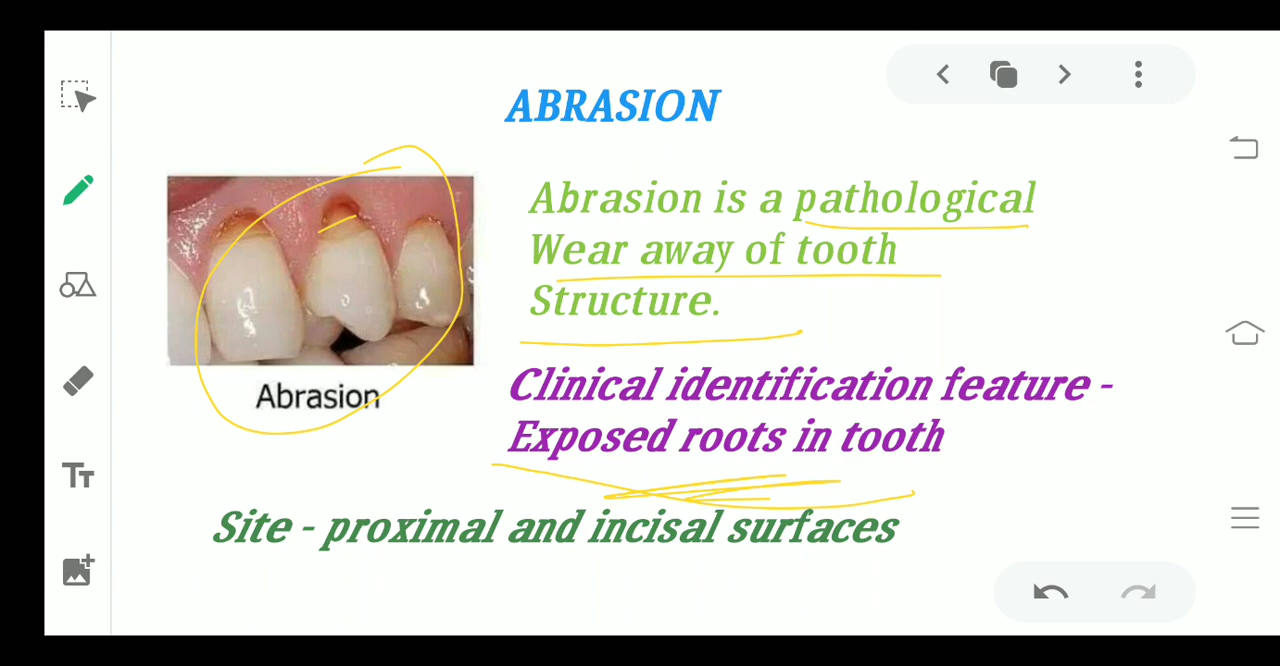 ABRASION
Abrasion is a pathological
Wear away of tooth
Structure.
Abrasion
Clinical identification feature -
Exposed roots in tooth
Site - proximal and incisal surfaces
TT